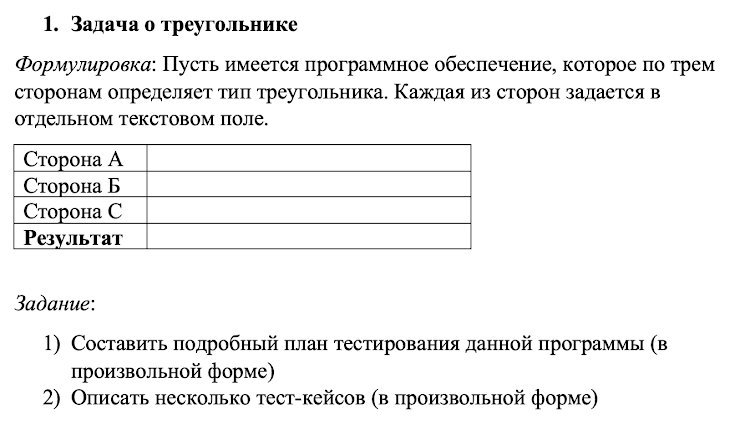 1. Задача о треугольнике
Формулировка: Пусть имеется программное обеспечение, которое по трем
сторонам определяет тип треугольника. Каждая из сторон задается в
отдельном текстовом поле.
Сторона А
Сторона Б
Сторона С
Результат
Задание:
1) Составить подробный план тестирования данной программы (в
произвольной форме)
2) Описать несколько тест-кейсов (в произвольной форме)